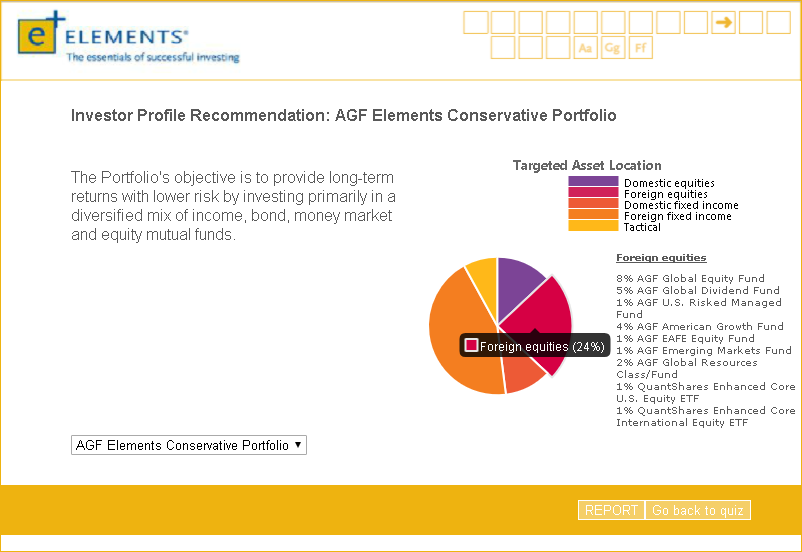 e+ ELEMENTS®
The essentials of successful investing
➔
Aa Gg Ff
Investor Profile Recommendation: AGF Elements Conservative Portfolio
The Portfolio's objective is to provide long-term
returns with lower risk by investing primarily in a
diversified mix of income, bond, money market
and equity mutual funds.
Targeted Asset Location
Domestic equities
Foreign equities
Domestic fixed income
Foreign fixed income
Tactical
Foreign equities (24%)
Foreign equities
8% AGF Global Equity Fund
5% AGF Global Dividend Fund
1% AGF U.S. Risked Managed
Fund
4% AGF American Growth Fund
1% AGF EAFE Equity Fund
1% AGF Emerging Markets Fund
2% AGF Global Resources
Class/Fund
1% QuantShares Enhanced Core
U.S. Equity ETF
1% QuantShares Enhanced Core
International Equity ETF
AGF Elements Conservative Portfolio
REPORT Go back to quiz